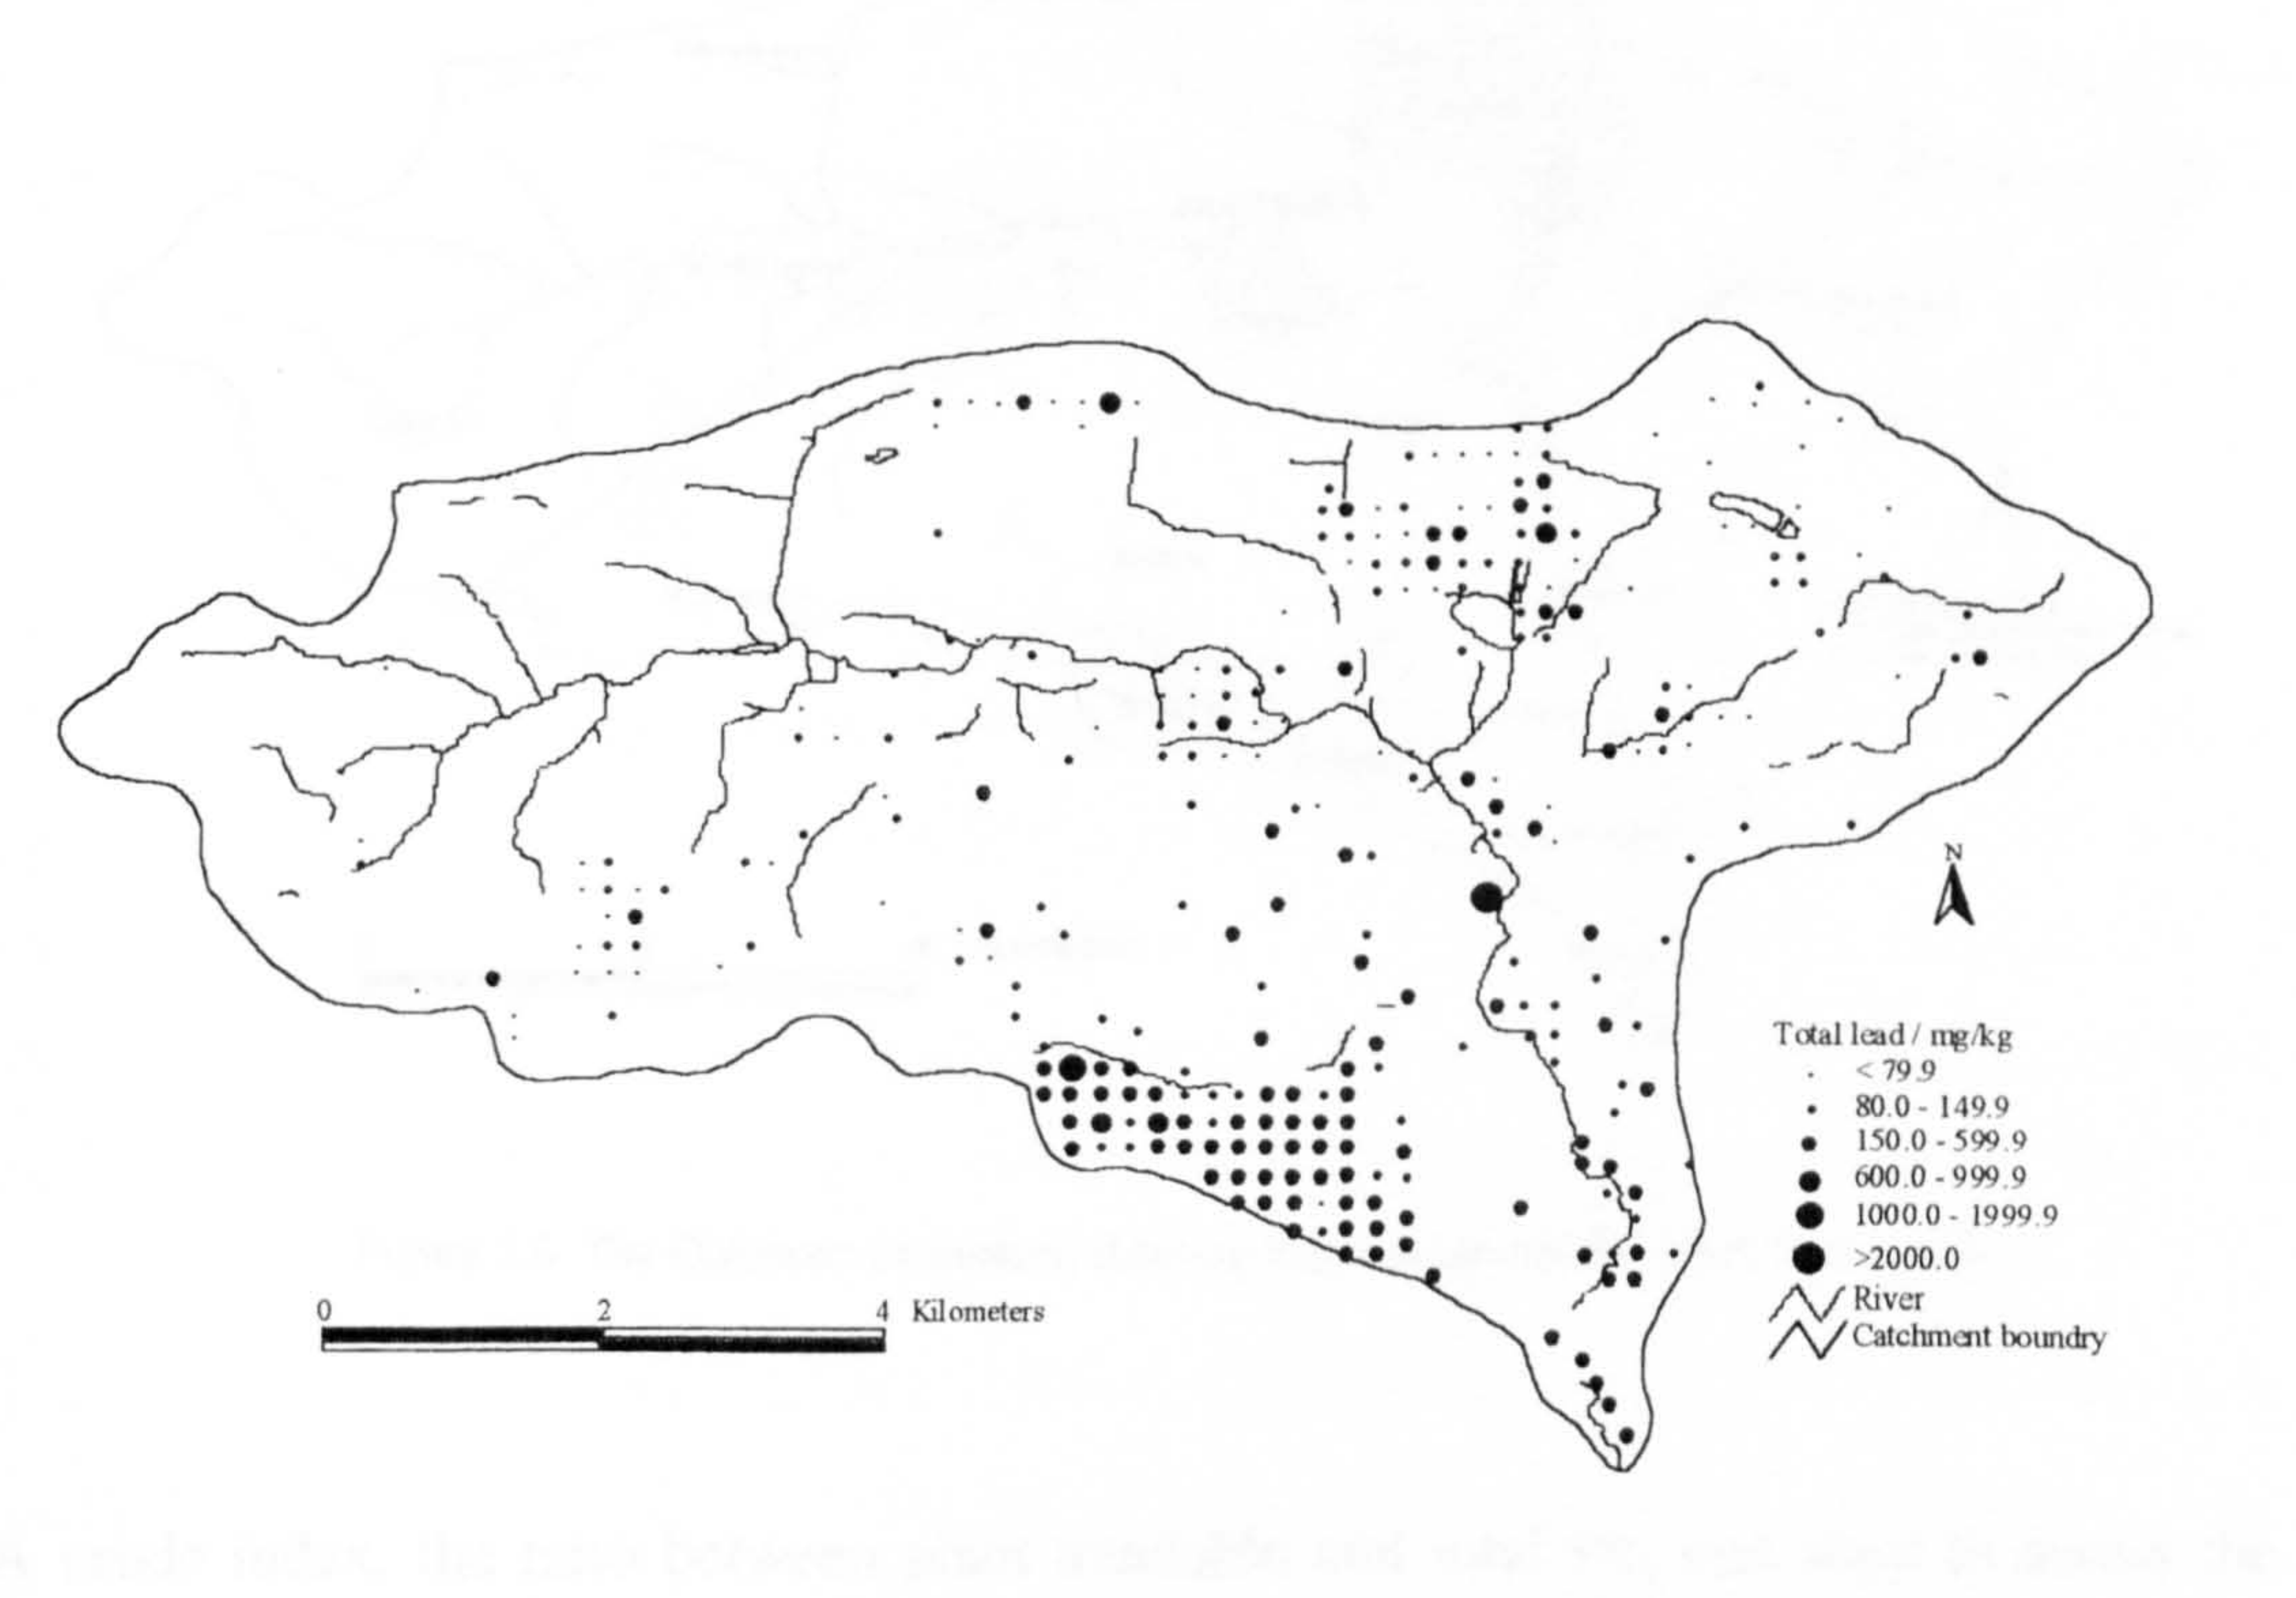 N
Total lead / mg/kg
< 79.9
80.0 - 149.9
150.0 - 599.9
600.0 - 999.9
1000.0 - 1999.9
>2000.0
River
Catchment boundry
0 2 4 Kilometers